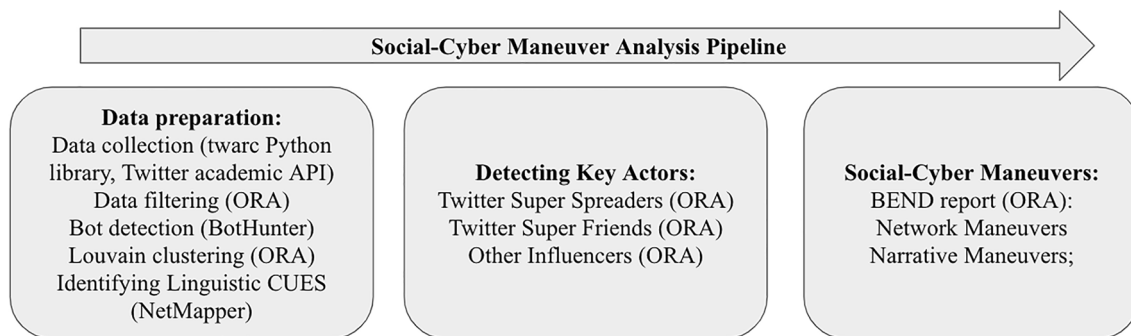 Social-Cyber Maneuver Analysis Pipeline
Data preparation:
Data collection (twarc Python
library, Twitter academic API)
Data filtering (ORA)
Bot detection (BotHunter)
Louvain clustering (ORA)
Identifying Linguistic CUES
(NetMapper)
Detecting Key Actors:
Twitter Super Spreaders (ORA)
Twitter Super Friends (ORA)
Other Influencers (ORA)
Social-Cyber Maneuvers:
BEND report (ORA):
Network Maneuvers
Narrative Maneuvers;